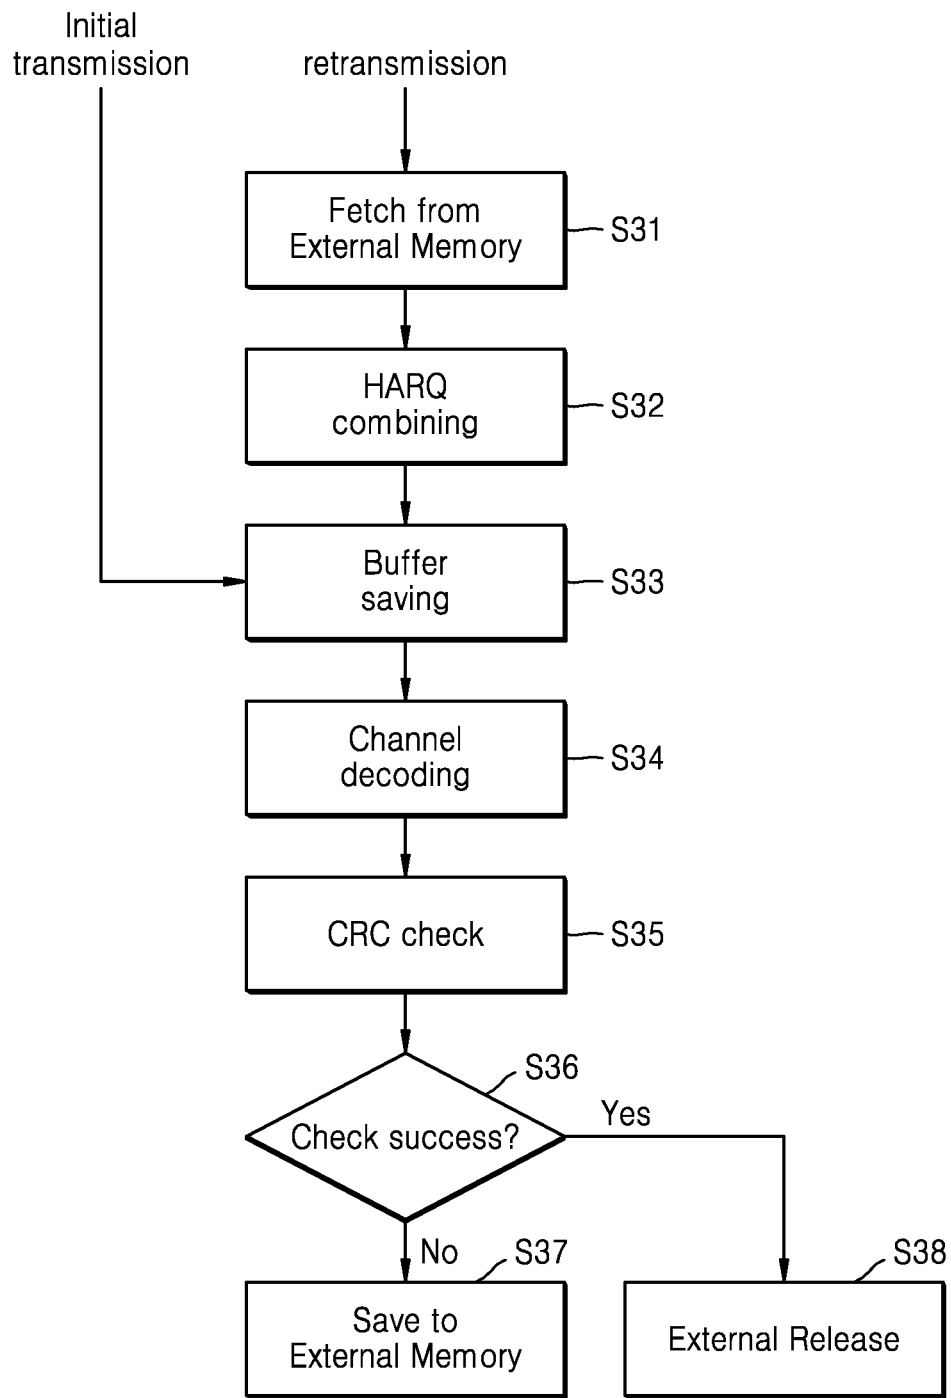 Initial
transmission
retransmission
Fetch from
External Memory
S31
HARQ
combining
S32
Buffer
saving
S33
Channel
decoding
S34
CRC check
S35
S36
Check success?
Yes
No
S37
Save to
External Memory
S38
External Release